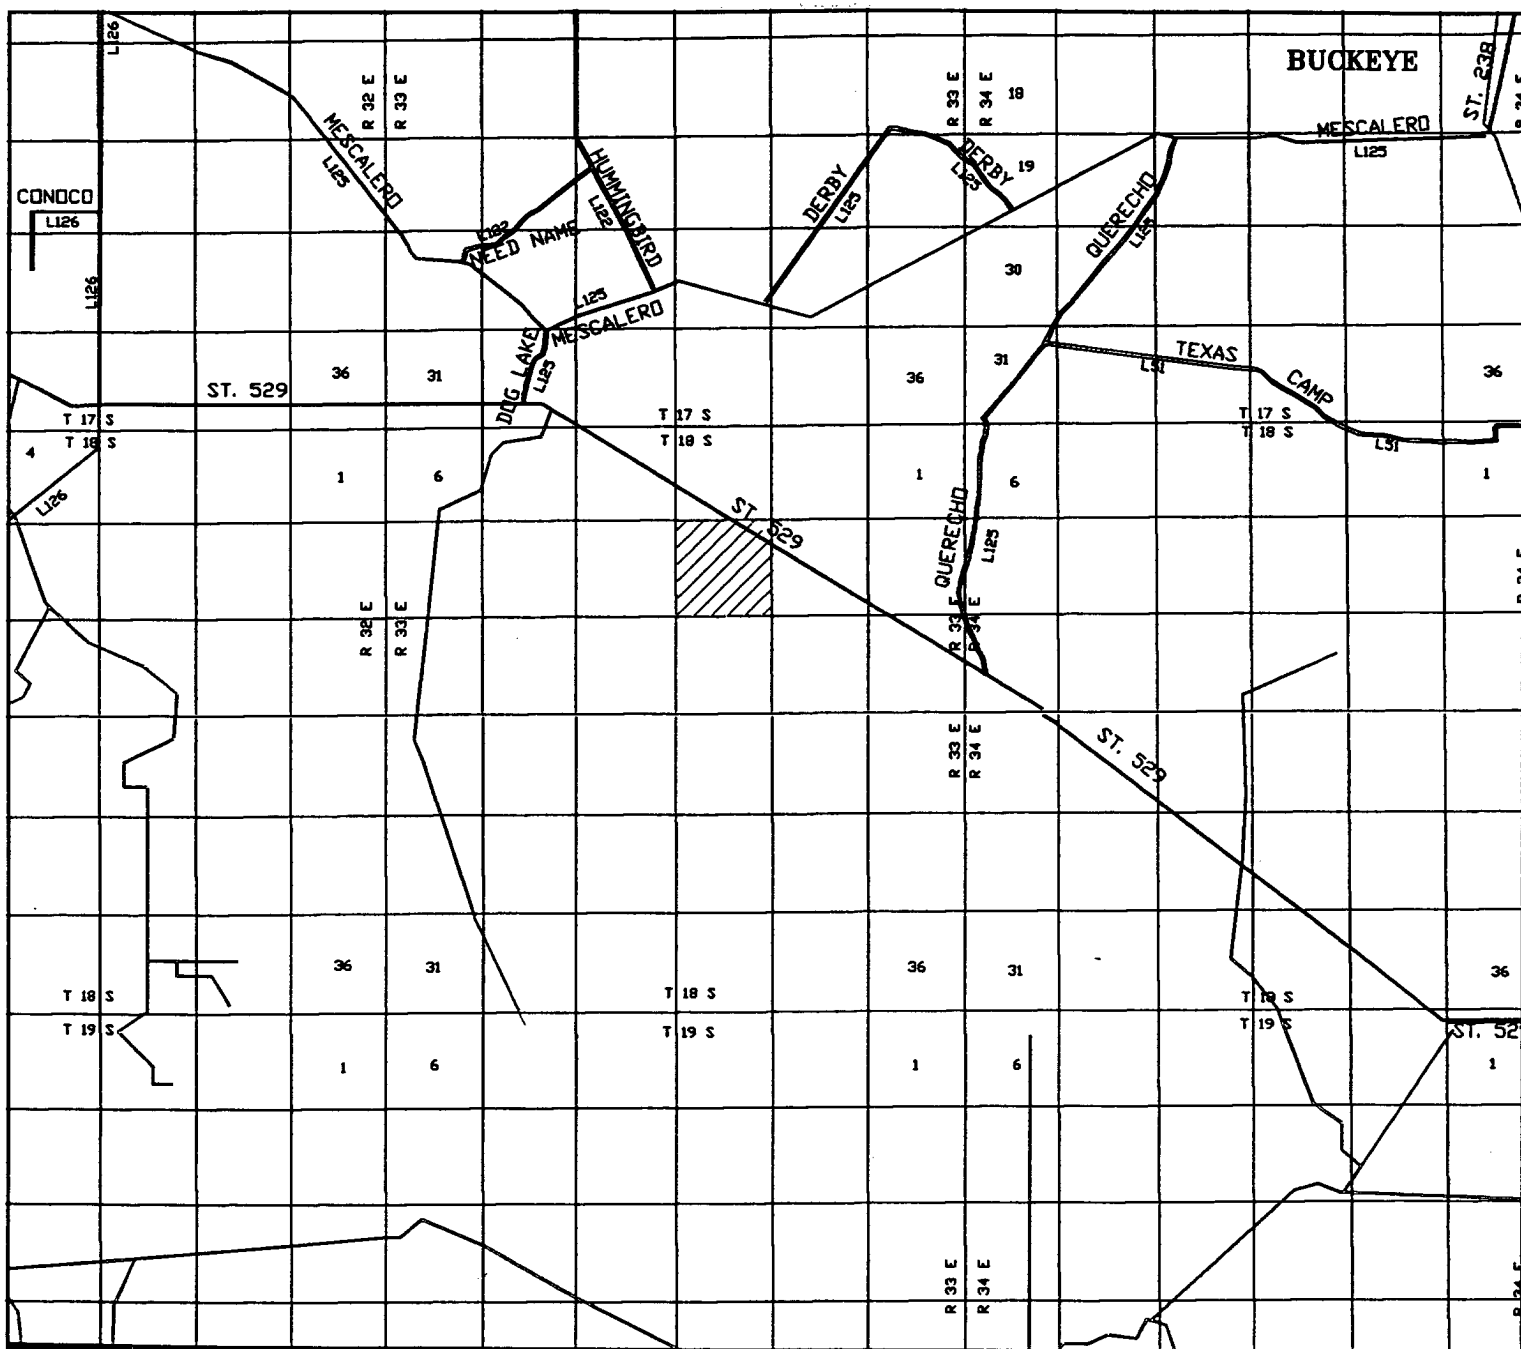 L126
BUCKEYE
ST. 238
R 32 E
R 33 E
R 33 E
R 34 E
18
MESCALERO
L125
MESCALERO
L125
HUMMINGBIRD
L122
DERBY
L125
DERBY
L125
19
CONOCO
L126
QUERECHO
L125
L122
NEED NAME
L126
30
L125
MESCALERO
DOG LAKE
L125
31
TEXAS
L51
CAMP
36
31
36
36
ST. 529
T 17 S
T 18 S
T 17 S
T 18 S
T 17 S
T 18 S
L51
4
1
6
1
6
1
L126
ST. 529
QUERECHO
L125
R 32 E
R 33 E
R 33 E
R 34 E
R 33 E
R 34 E
ST. 529
36
31
36
31
36
T 18 S
T 19 S
T 18 S
T 19 S
T 18 S
T 19 S
ST. 52
1
6
1
6
1
R 33 E
R 34 E